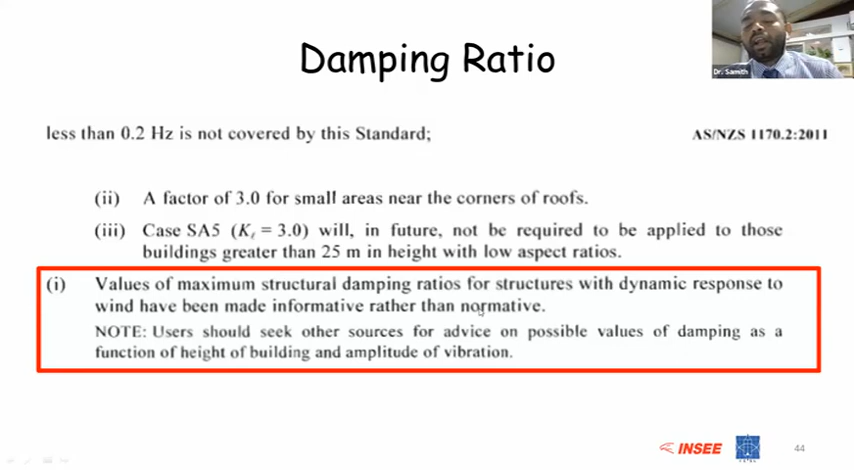 Damping Ratio
Dr. Samith
less than 0.2 Hz is not covered by this Standard;
AS/NZS 1170.2:2011
(ii) A factor of 3.0 for small areas near the corners of roofs.
(iii) Case SA5 (Kℓ = 3.0) will, in future, not be required to be applied to those
buildings greater than 25 m in height with low aspect ratios.
(i) Values of maximum structural damping ratios for structures with dynamic response to
wind have been made informative rather than normative.
NOTE: Users should seek other sources for advice on possible values of damping as a
function of height of building and amplitude of vibration.
INSEE
44